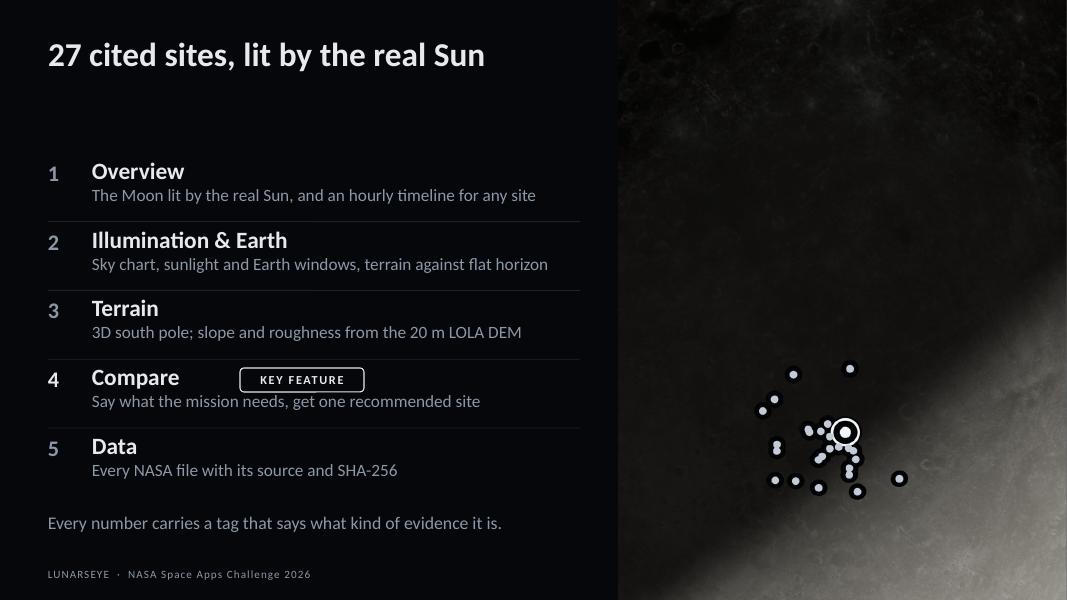 27 cited sites, lit by the real Sun
1 Overview
The Moon lit by the real Sun, and an hourly timeline for any site
2 Illumination & Earth
Sky chart, sunlight and Earth windows, terrain against flat horizon
3 Terrain
3D south pole; slope and roughness from the 20 m LOLA DEM
4 Compare KEY FEATURE
Say what the mission needs, get one recommended site
5 Data
Every NASA file with its source and SHA-256
Every number carries a tag that says what kind of evidence it is.
LUNARSEYE · NASA Space Apps Challenge 2026